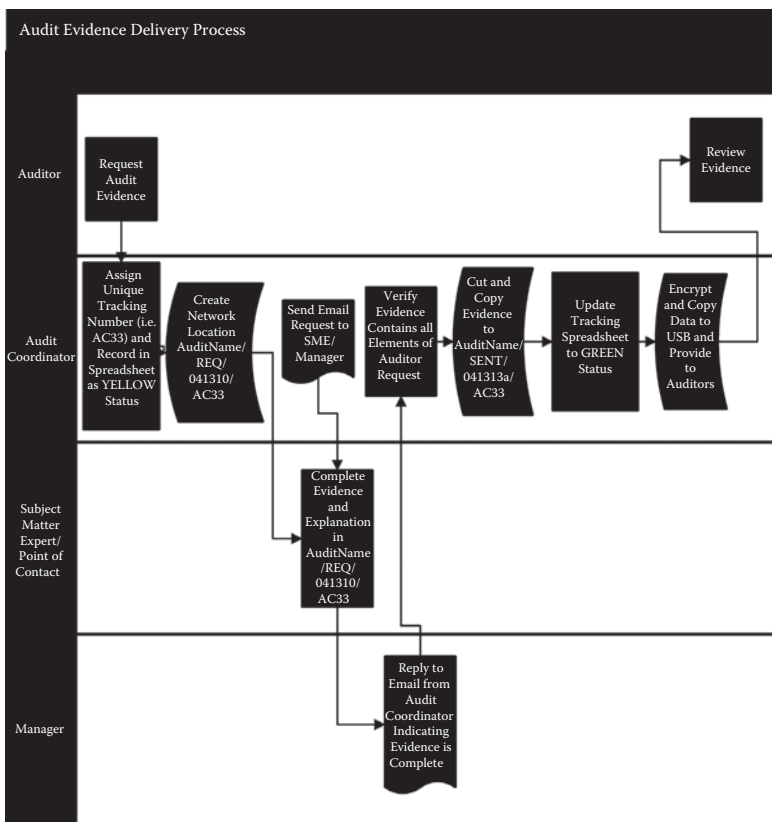 Audit Evidence Delivery Process
Auditor
Request
Audit
Evidence
Review
Evidence
Audit
Coordinator
Assign
Unique
Tracking
Number (i.e.
AC33) and
Record in
Spreadsheet
as YELLOW
Status
Create
Network
Location
AuditName/
REQ/
041310/
AC33
Send Email
Request to
SME/
Manager
Verify
Evidence
Contains all
Elements of
Auditor
Request
Cut and
Copy
Evidence
to
AuditName/
SENT/
041313a/
AC33
Update
Tracking
Spreadsheet
to GREEN
Status
Encrypt
and Copy
Data to
USB and
Provide
to
Auditors
Subject
Matter
Expert/
Point of
Contact
Complete
Evidence
and
Explanation
in
AuditName
/REQ/
041310/
AC33
Manager
Reply to
Email from
Audit
Coordinator
Indicating
Evidence is
Complete